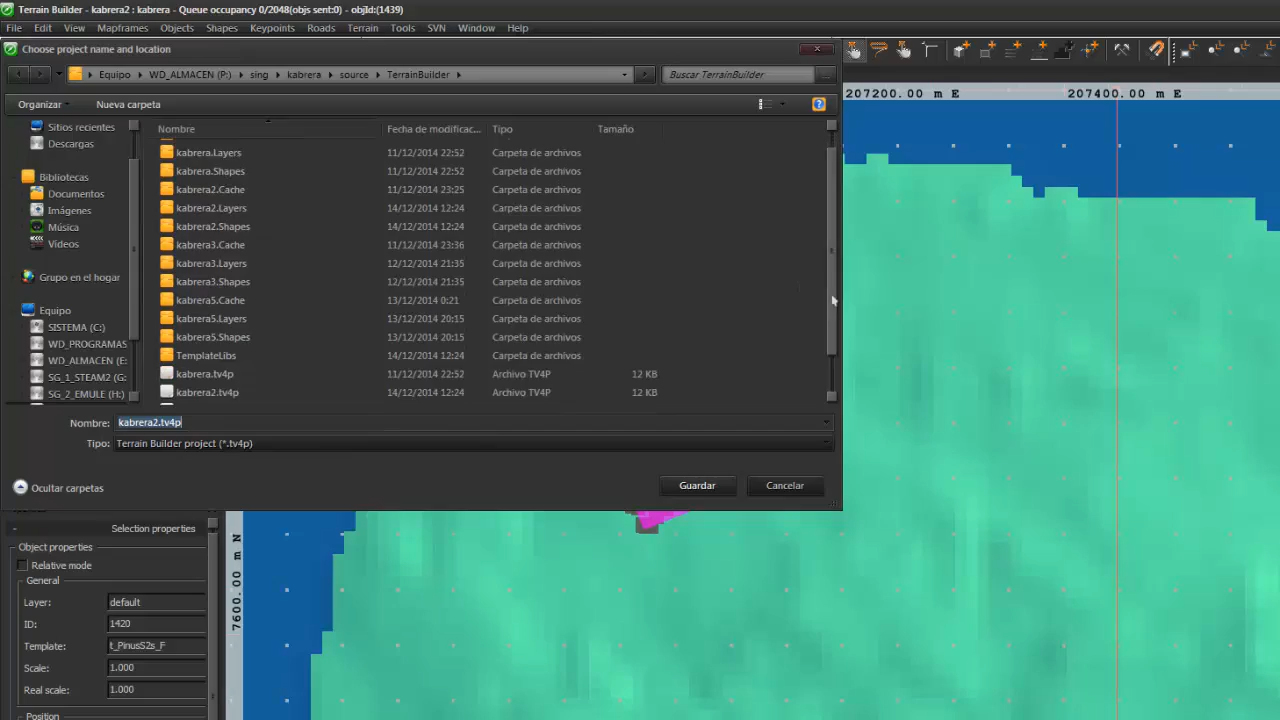 Terrain Builder - kabrera2 : kabrera - Queue occupancy 0/2048(objs sent:0) - objId:(1439)
File Edit View Mapframes Objects Shapes Keypoints Roads Terrain Tools SVN Window Help
Choose project name and location
Equipo WD_ALMACEN (P:) sing kabrera source TerrainBuilder
Buscar TerrainBuilder
Organizar Nueva carpeta
207200.00 m E 207400.00 m E
Nombre Fecha de modificac... Tipo Tamaño
Sitios recientes
Descargas
Bibliotecas
Documentos
Imágenes
Música
Vídeos
Grupo en el hogar
Equipo
SISTEMA (C:)
WD_PROGRAMAS
WD_ALMACEN (E:
SG_1_STEAM2 (G:
SG_2_EMULE (H:)
kabrera.Layers 11/12/2014 22:52 Carpeta de archivos
kabrera.Shapes 11/12/2014 22:52 Carpeta de archivos
kabrera2.Cache 11/12/2014 23:25 Carpeta de archivos
kabrera2.Layers 14/12/2014 12:24 Carpeta de archivos
kabrera2.Shapes 14/12/2014 12:24 Carpeta de archivos
kabrera3.Cache 11/12/2014 23:36 Carpeta de archivos
kabrera3.Layers 12/12/2014 21:35 Carpeta de archivos
kabrera3.Shapes 12/12/2014 21:35 Carpeta de archivos
kabrera5.Cache 13/12/2014 0:21 Carpeta de archivos
kabrera5.Layers 13/12/2014 20:15 Carpeta de archivos
kabrera5.Shapes 13/12/2014 20:15 Carpeta de archivos
TemplateLibs 14/12/2014 12:24 Carpeta de archivos
kabrera.tv4p 11/12/2014 22:52 Archivo TV4P 12 KB
kabrera2.tv4p 14/12/2014 12:24 Archivo TV4P 12 KB
Nombre: kabrera2.tv4p
Tipo: Terrain Builder project (*.tv4p)
Ocultar carpetas
Guardar Cancelar
Selection properties
Object properties
Relative mode
General
Layer: default
ID: 1420
Template: t_PinusS2s_F
Scale: 1.000
Real scale: 1.000
Position
7600.00 m N